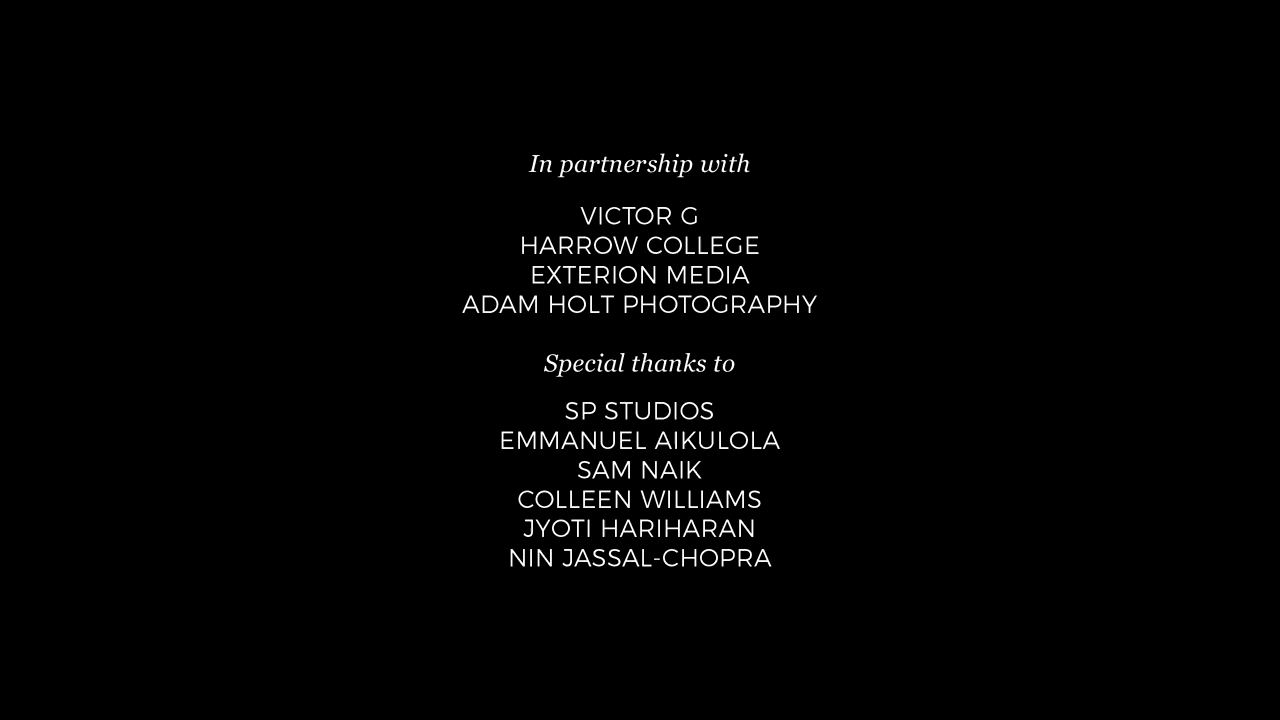 In partnership with
VICTOR G
HARROW COLLEGE
EXTERION MEDIA
ADAM HOLT PHOTOGRAPHY
Special thanks to
SP STUDIOS
EMMANUEL AIKULOLA
SAM NAIK
COLLEEN WILLIAMS
JYOTI HARIHARAN
NIN JASSAL-CHOPRA